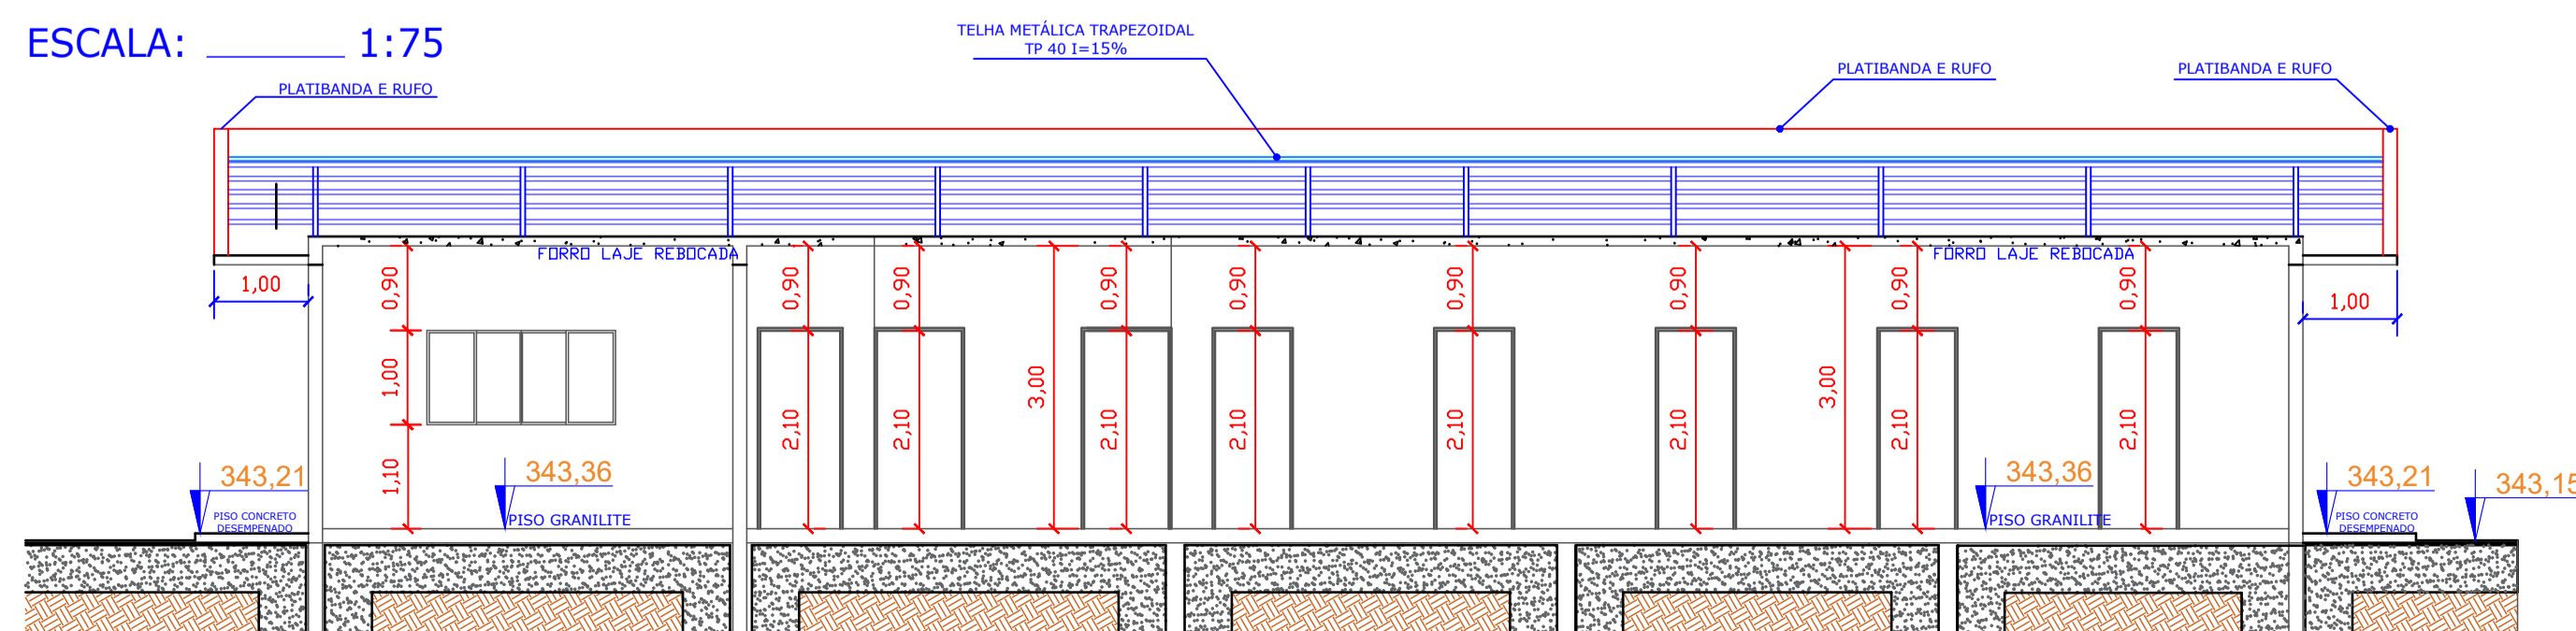 ESCALA: ________ 1:75
TELHA METÁLICA TRAPEZOIDAL
TP 40 I=15%
PLATIBANDA E RUFO
PLATIBANDA E RUFO
PLATIBANDA E RUFO
FORRO LAJE REBOCADA
FORRO LAJE REBOCADA
1,00
0,90
0,90
0,90
0,90
0,90
0,90
0,90
0,90
0,90
1,00
1,00
3,00
3,00
2,10
2,10
2,10
2,10
2,10
2,10
2,10
2,10
1,10
343,21
343,36
343,36
343,21
343,15
PISO CONCRETO
DESEMPENADO
PISO GRANILITE
PISO GRANILITE
PISO CONCRETO
DESEMPENADO